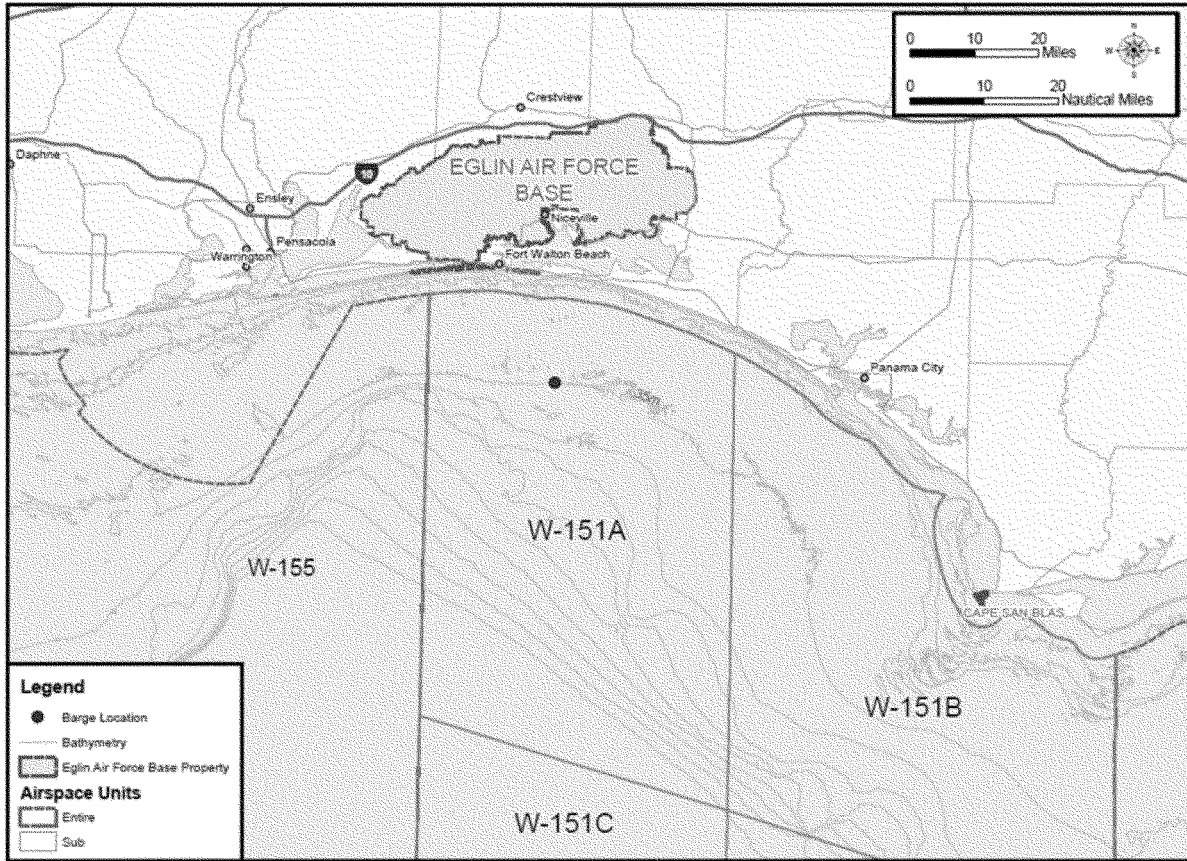 0 10 20
Miles
N
W E
S
0 10 20
Nautical Miles
Crestview
EGLIN AIR FORCE
BASE
Daphne
10
Niceville
Ensley
Pensacola
Warrington
Fort Walton Beach
Panama City
35m
W-151A
W-155
CAPE SAN BLAS
W-151B
W-151C
Legend
Barge Location
Bathymetry
Eglin Air Force Base Property
Airspace Units
Entire
Sub